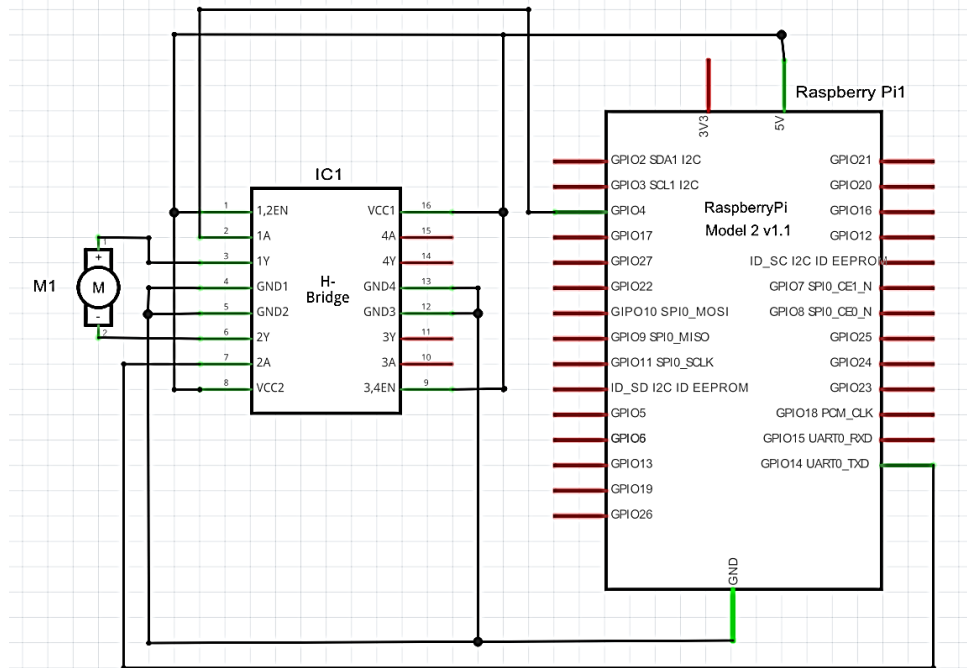 Raspberry Pi1
3V3
5V
IC1
H-
Bridge
1 1,2EN
2 1A
3 1Y
4 GND1
5 GND2
6 2Y
7 2A
8 VCC2
VCC1 16
4A 15
4Y 14
GND4 13
GND3 12
3Y 11
3A 10
3,4EN 9
M1
1
+
M
-
2
RaspberryPi
Model 2 v1.1
GPIO2 SDA1 I2C
GPIO3 SCL1 I2C
GPIO4
GPIO17
GPIO27
GPIO22
GIPO10 SPI0_MOSI
GPIO9 SPI0_MISO
GPIO11 SPI0_SCLK
ID_SD I2C ID EEPROM
GPIO5
GPIO6
GPIO13
GPIO19
GPIO26
GPIO21
GPIO20
GPIO16
GPIO12
ID_SC I2C ID EEPROM
GPIO7 SPI0_CE1_N
GPIO8 SPI0_CE0_N
GPIO25
GPIO24
GPIO23
GPIO18 PCM_CLK
GPIO15 UART0_RXD
GPIO14 UART0_TXD
GND